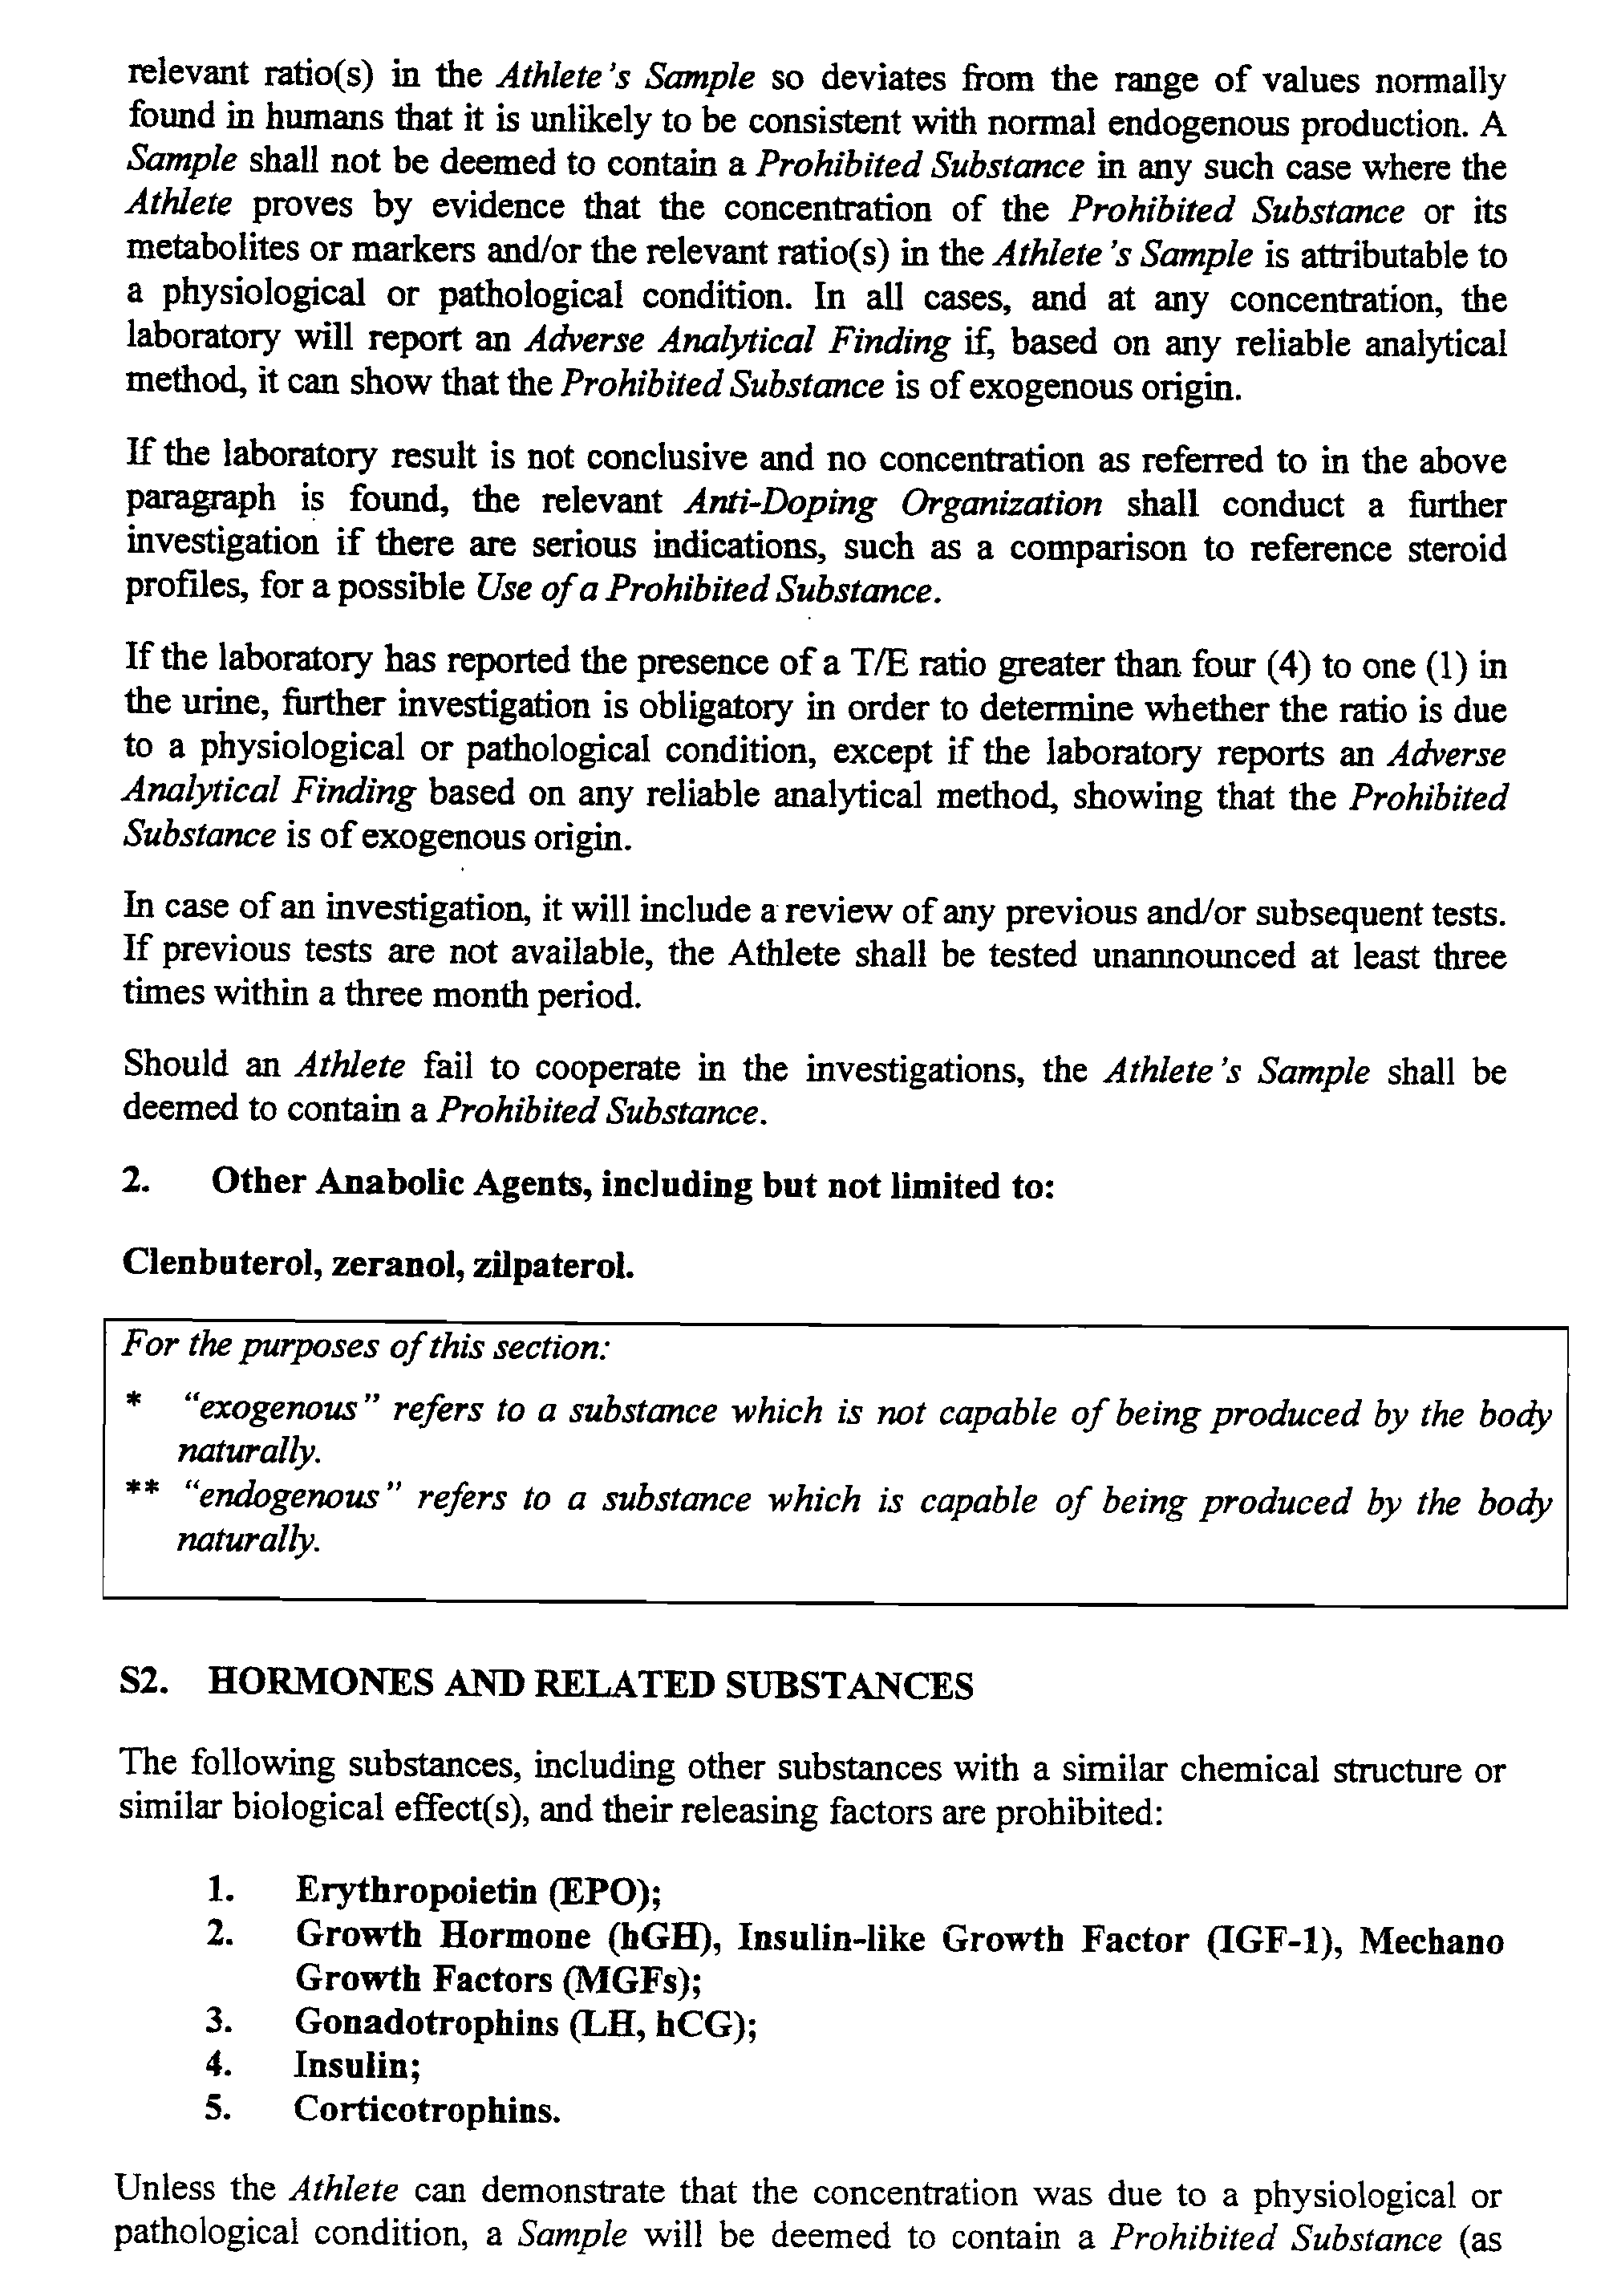 relevant ratio(s) in the Athlete's Sample so deviates from the range of values normally
found in humans that it is unlikely to be consistent with normal endogenous production. A
Sample shall not be deemed to contain a Prohibited Substance in any such case where the
Athlete proves by evidence that the concentration of the Prohibited Substance or its
metabolites or markers and/or the relevant ratio(s) in the Athlete's Sample is attributable to
a physiological or pathological condition. In all cases, and at any concentration, the
laboratory will report an Adverse Analytical Finding if, based on any reliable analytical
method, it can show that the Prohibited Substance is of exogenous origin.
If the laboratory result is not conclusive and no concentration as referred to in the above
paragraph is found, the relevant Anti-Doping Organization shall conduct a further
investigation if there are serious indications, such as a comparison to reference steroid
profiles, for a possible Use of a Prohibited Substance.
If the laboratory has reported the presence of a T/E ratio greater than four (4) to one (1) in
the urine, further investigation is obligatory in order to determine whether the ratio is due
to a physiological or pathological condition, except if the laboratory reports an Adverse
Analytical Finding based on any reliable analytical method, showing that the Prohibited
Substance is of exogenous origin.
In case of an investigation, it will include a review of any previous and/or subsequent tests.
If previous tests are not available, the Athlete shall be tested unannounced at least three
times within a three month period.
Should an Athlete fail to cooperate in the investigations, the Athlete's Sample shall be
deemed to contain a Prohibited Substance.
2. Other Anabolic Agents, including but not limited to:
Clenbuterol, zeranol, zilpaterol.
For the purposes of this section:
* "exogenous" refers to a substance which is not capable of being produced by the body
naturally.
** "endogenous" refers to a substance which is capable of being produced by the body
naturally.
S2. HORMONES AND RELATED SUBSTANCES
The following substances, including other substances with a similar chemical structure or
similar biological effect(s), and their releasing factors are prohibited:
1. Erythropoietin (EPO);
2. Growth Hormone (hGH), Insulin-like Growth Factor (IGF-1), Mechano
Growth Factors (MGFs);
3. Gonadotrophins (LH, hCG);
4. Insulin;
5. Corticotrophins.
Unless the Athlete can demonstrate that the concentration was due to a physiological or
pathological condition, a Sample will be deemed to contain a Prohibited Substance (as